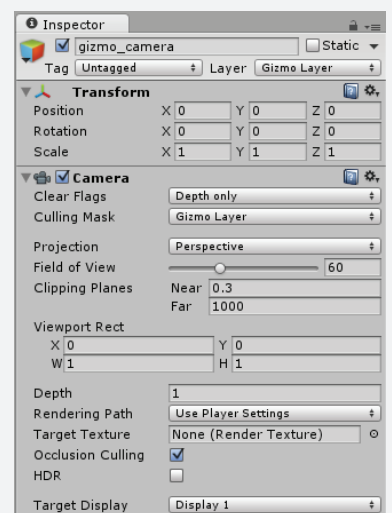 Inspector
gizmo_camera Static
Tag Untagged Layer Gizmo Layer
Transform
Position X 0 Y 0 Z 0
Rotation X 0 Y 0 Z 0
Scale X 1 Y 1 Z 1
Camera
Clear Flags Depth only
Culling Mask Gizmo Layer
Projection Perspective
Field of View 60
Clipping Planes Near 0.3
Far 1000
Viewport Rect
X 0 Y 0
W 1 H 1
Depth 1
Rendering Path Use Player Settings
Target Texture None (Render Texture)
Occlusion Culling
HDR
Target Display Display 1